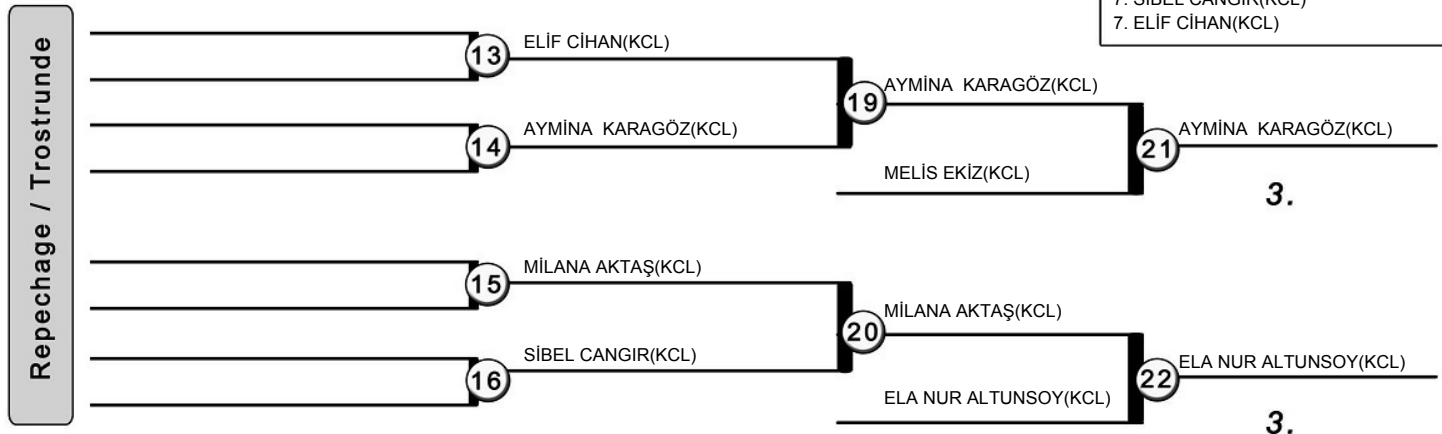 7. SİBEL CANGIR(KCL)
7. ELİF CİHAN(KCL)
Repechage / Trostrunde
13
ELİF CİHAN(KCL)
14
AYMİNA KARAGÖZ(KCL)
19
AYMİNA KARAGÖZ(KCL)
MELİS EKİZ(KCL)
21
AYMİNA KARAGÖZ(KCL)
3.
15
MİLANA AKTAŞ(KCL)
16
SİBEL CANGIR(KCL)
20
MİLANA AKTAŞ(KCL)
ELA NUR ALTUNSOY(KCL)
22
ELA NUR ALTUNSOY(KCL)
3.